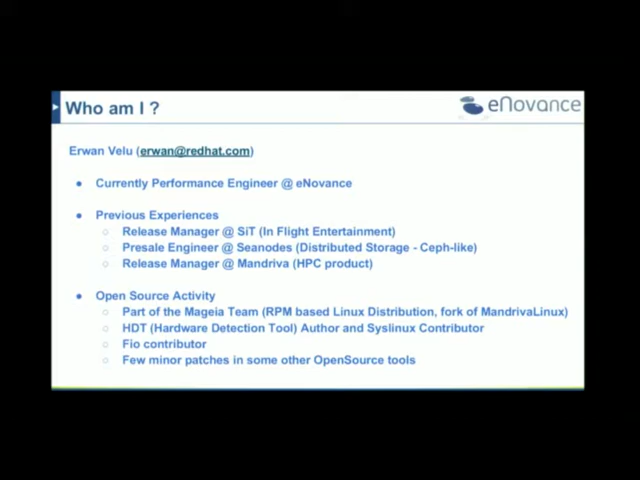 Who am I ?
eNovance
Erwan Velu (erwan@redhat.com)
● Currently Performance Engineer @ eNovance
● Previous Experiences
○ Release Manager @ SiT (In Flight Entertainment)
○ Presale Engineer @ Seanodes (Distributed Storage - Ceph-like)
○ Release Manager @ Mandriva (HPC product)
● Open Source Activity
○ Part of the Mageia Team (RPM based Linux Distribution, fork of MandrivaLinux)
○ HDT (Hardware Detection Tool) Author and Syslinux Contributor
○ Fio contributor
○ Few minor patches in some other OpenSource tools